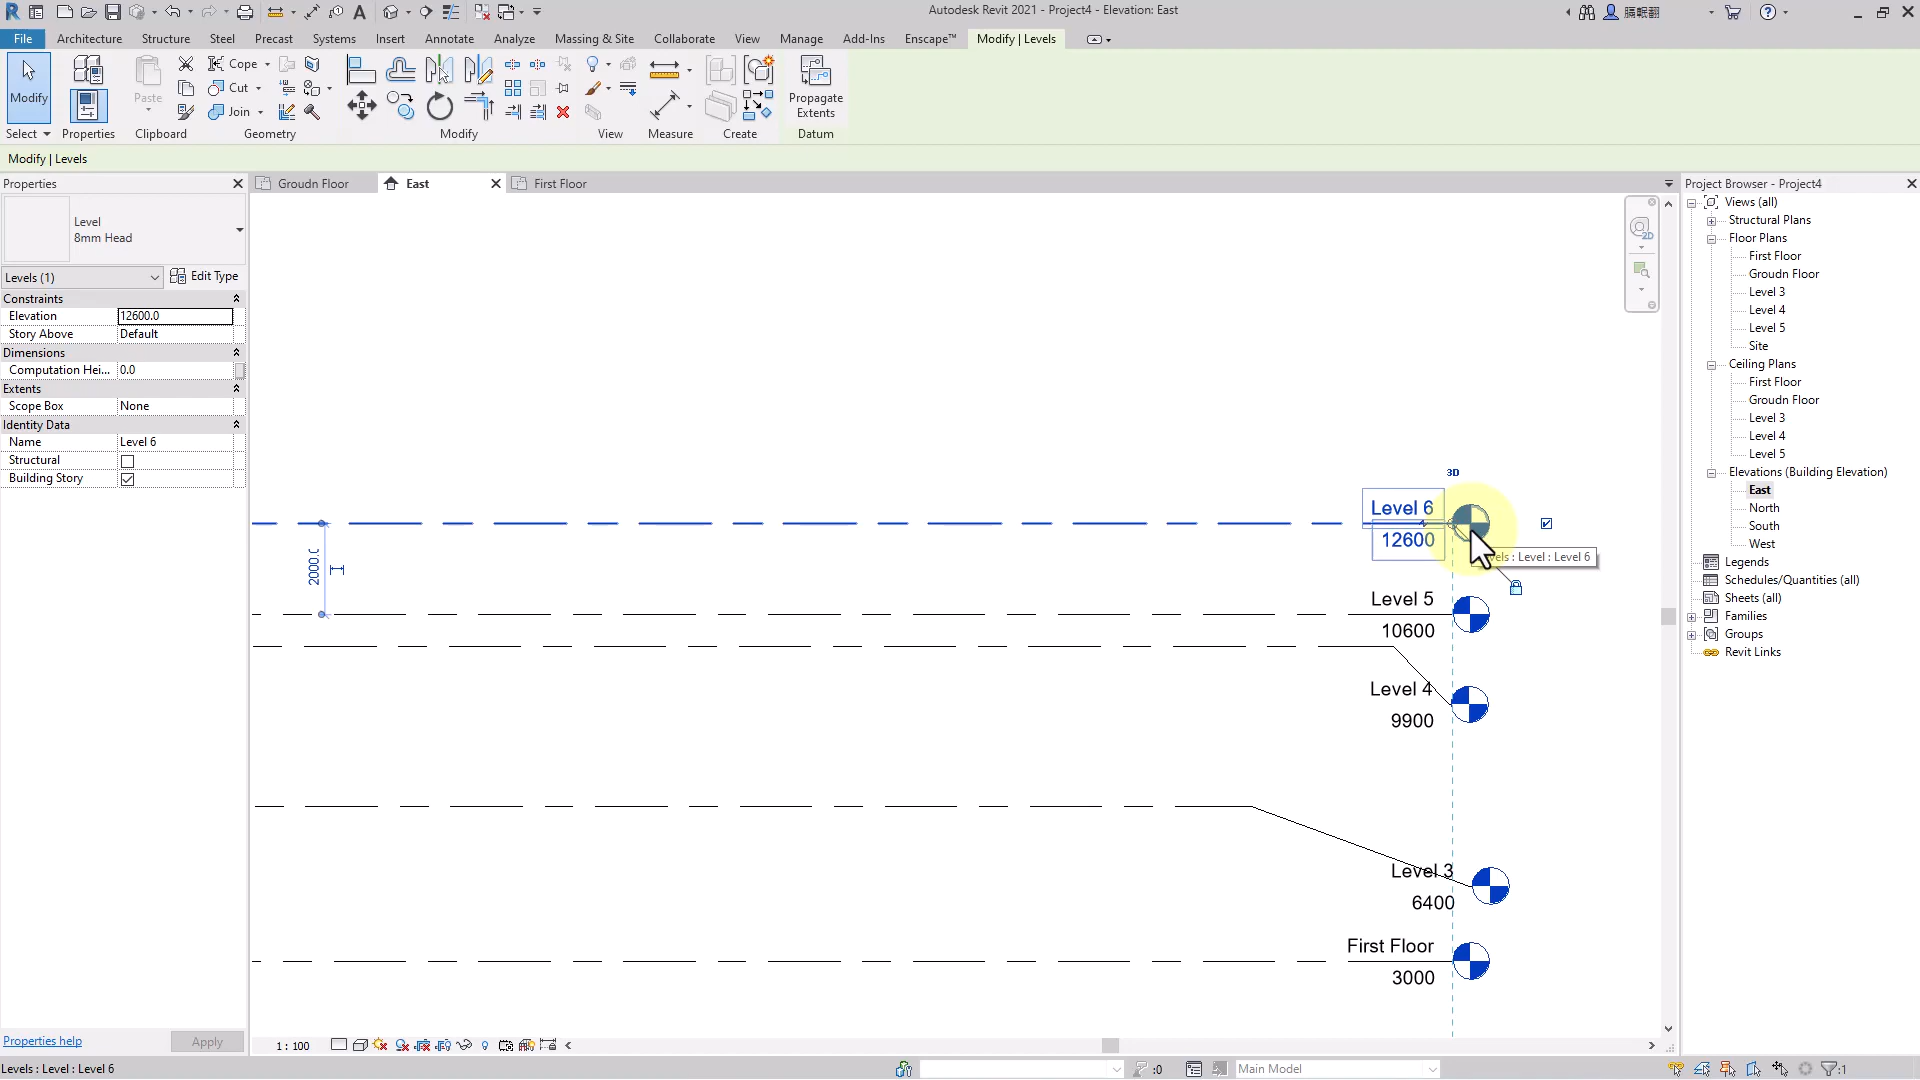 Autodesk Revit 2021 - Project4 - Elevation: East
File Architecture Structure Steel Precast Systems Insert Annotate Analyze Massing & Site Collaborate View Manage Add-Ins Enscape™ Modify | Levels
Modify
Paste
Cope
Cut
Join
Propagate
Extents
Select Properties Clipboard Geometry Modify View Measure Create Datum
Modify | Levels
Properties
Level
8mm Head
Levels (1) Edit Type
Constraints
Elevation 12600.0
Story Above Default
Dimensions
Computation Hei... 0.0
Extents
Scope Box None
Identity Data
Name Level 6
Structural
Building Story
Properties help Apply
Groudn Floor East First Floor
2D
3D
Level 6
12600
: Level : Level 6
Level 5
10600
Level 4
9900
Level 3
6400
First Floor
3000
1 : 100
Project Browser - Project4
Views (all)
Structural Plans
Floor Plans
First Floor
Groudn Floor
Level 3
Level 4
Level 5
Site
Ceiling Plans
First Floor
Groudn Floor
Level 3
Level 4
Level 5
Elevations (Building Elevation)
East
North
South
West
Legends
Schedules/Quantities (all)
Sheets (all)
Families
Groups
Revit Links
Levels : Level : Level 6
:0
Main Model
:1